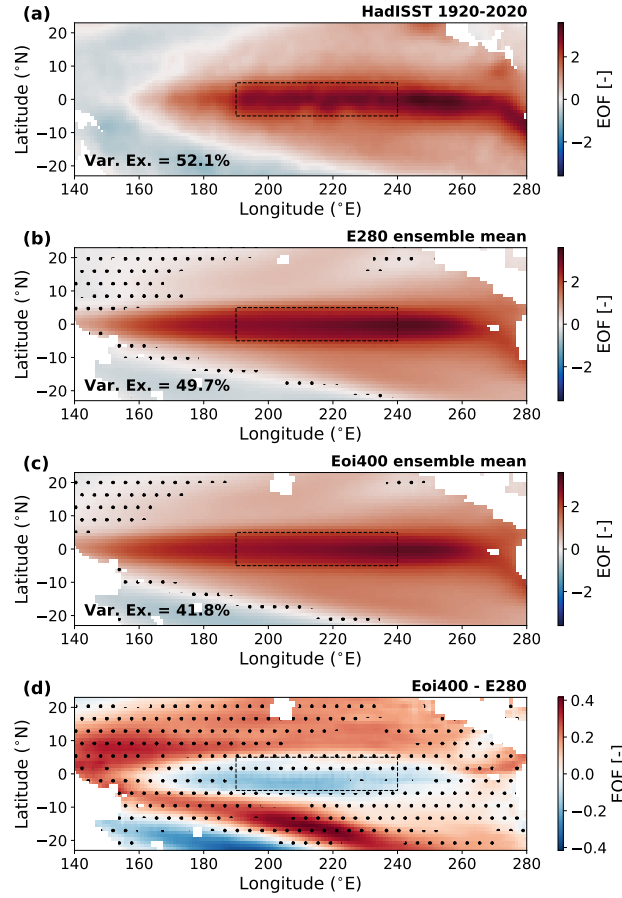 (a) HadISST 1920-2020
Latitude (°N)
20
10
0
−10
−20
Var. Ex. = 52.1%
140 160 180 200 220 240 260 280
Longitude (°E)
2
0
−2
EOF [-]
(b) E280 ensemble mean
Latitude (°N)
20
10
0
−10
−20
Var. Ex. = 49.7%
140 160 180 200 220 240 260 280
Longitude (°E)
2
0
−2
EOF [-]
(c) Eoi400 ensemble mean
Latitude (°N)
20
10
0
−10
−20
Var. Ex. = 41.8%
140 160 180 200 220 240 260 280
Longitude (°E)
2
0
−2
EOF [-]
(d) Eoi400 - E280
Latitude (°N)
20
10
0
−10
−20
140 160 180 200 220 240 260 280
Longitude (°E)
0.4
0.2
0.0
−0.2
−0.4
EOF [-]